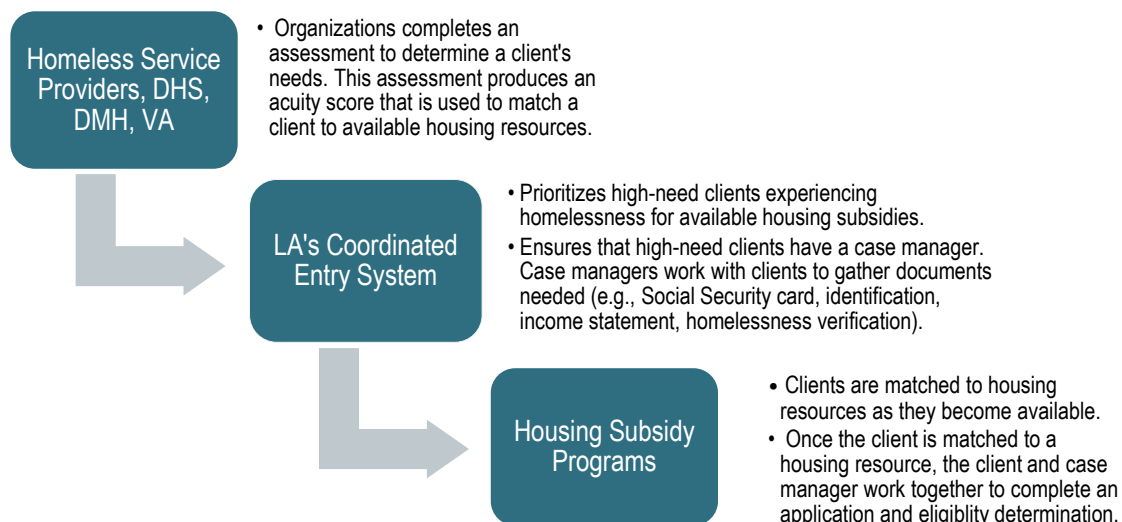 Homeless Service
Providers, DHS,
DMH, VA
• Organizations completes an
assessment to determine a client's
needs. This assessment produces an
acuity score that is used to match a
client to available housing resources.
LA's Coordinated
Entry System
• Prioritizes high-need clients experiencing
homelessness for available housing subsidies.
• Ensures that high-need clients have a case manager.
Case managers work with clients to gather documents
needed (e.g., Social Security card, identification,
income statement, homelessness verification).
Housing Subsidy
Programs
• Clients are matched to housing
resources as they become available.
• Once the client is matched to a
housing resource, the client and case
manager work together to complete an
application and eligiblity determination.